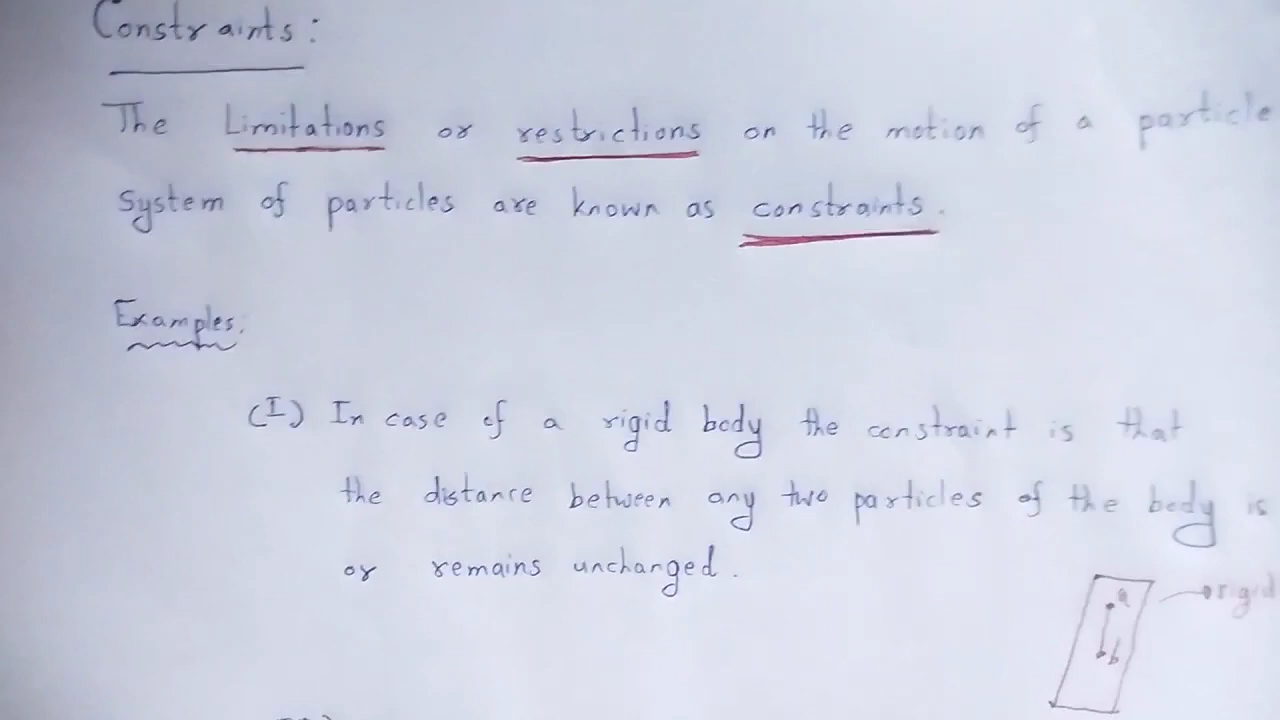 Constraints:
The Limitations or restrictions on the motion of a particle
System of particles are known as constraints.
Examples:
(I) In case of a rigid body the constraint is that
the distance between any two particles of the body is
or remains unchanged.
a
rigid
b